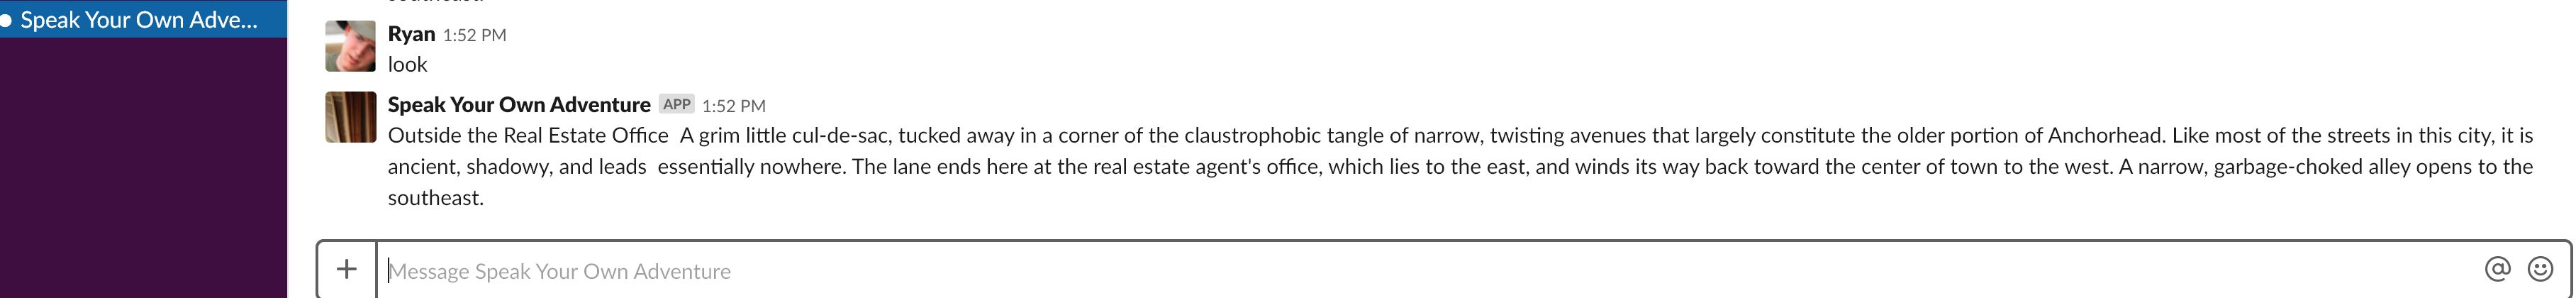 Speak Your Own Adve...
Ryan 1:52 PM
look
Speak Your Own Adventure APP 1:52 PM
Outside the Real Estate Office  A grim little cul-de-sac, tucked away in a corner of the claustrophobic tangle of narrow, twisting avenues that largely constitute the older portion of Anchorhead. Like most of the streets in this city, it is
ancient, shadowy, and leads  essentially nowhere. The lane ends here at the real estate agent's office, which lies to the east, and winds its way back toward the center of town to the west. A narrow, garbage-choked alley opens to the
southeast.
Message Speak Your Own Adventure